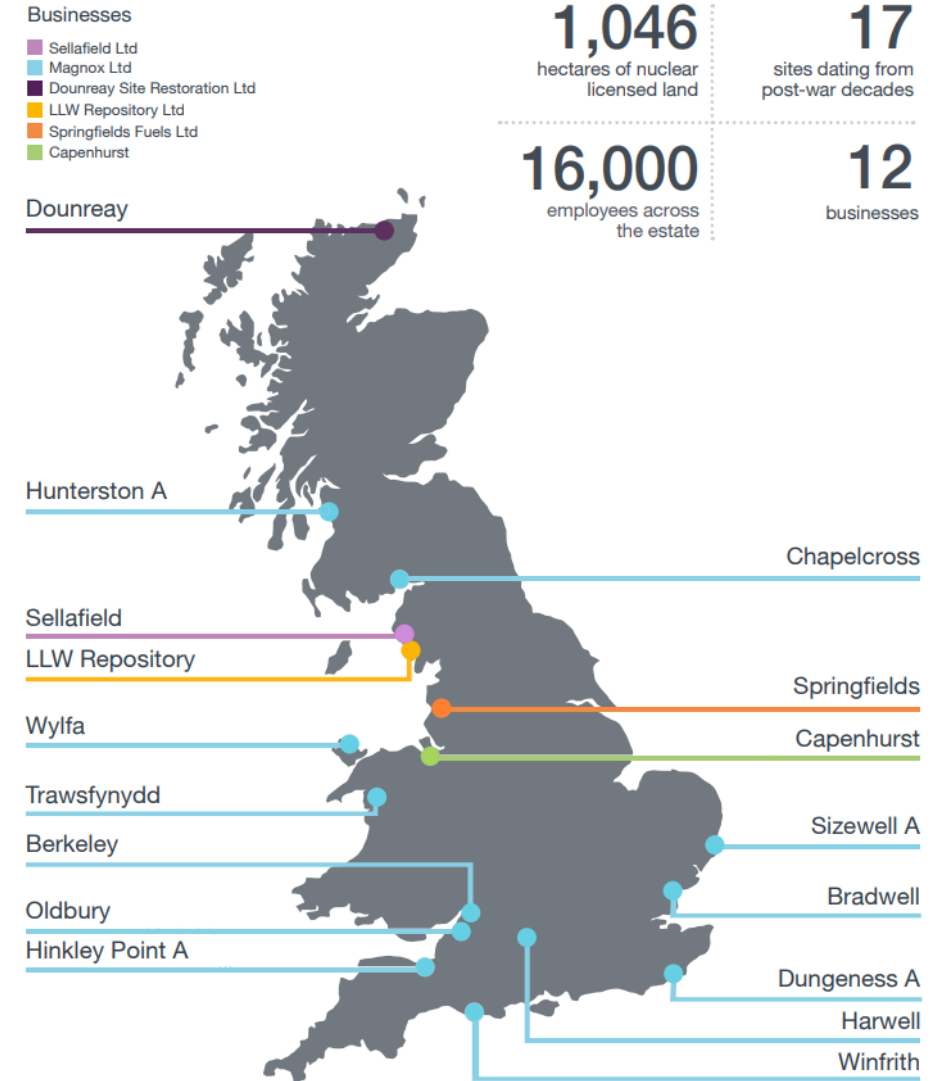 Businesses
Sellafield Ltd
Magnox Ltd
Dounreay Site Restoration Ltd
LLW Repository Ltd
Springfields Fuels Ltd
Capenhurst
1,046
hectares of nuclear
licensed land
17
sites dating from
post-war decades
16,000
employees across
the estate
12
businesses
Dounreay
Hunterston A
Chapelcross
Sellafield
LLW Repository
Springfields
Wylfa
Capenhurst
Trawsfynydd
Sizewell A
Berkeley
Bradwell
Oldbury
Hinkley Point A
Dungeness A
Harwell
Winfrith